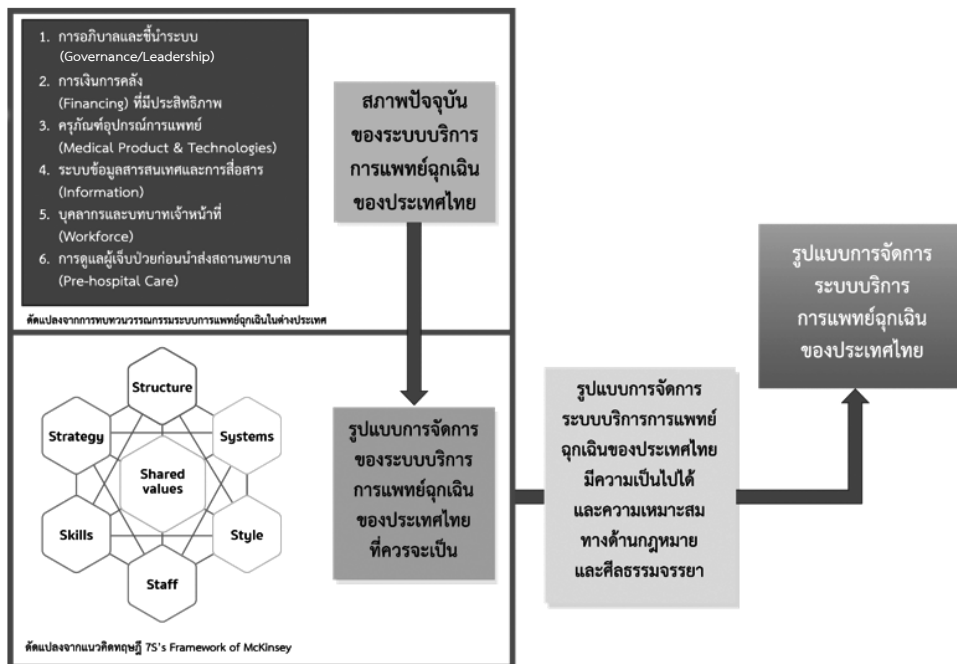 1. การอภิบาลและชี้นำระบบ
(Governance/Leadership)
2. การเงินการคลัง
(Financing) ที่มีประสิทธิภาพ
3. ครุภัณฑ์อุปกรณ์การแพทย์
(Medical Product & Technologies)
4. ระบบข้อมูลสารสนเทศและการสื่อสาร
(Information)
5. บุคลากรและบทบาทเจ้าหน้าที่
(Workforce)
6. การดูแลผู้เจ็บป่วยก่อนนำส่งสถานพยาบาล
(Pre-hospital Care)
ดัดแปลงจากการทบทวนวรรณกรรมระบบการแพทย์ฉุกเฉินในต่างประเทศ
สภาพปัจจุบัน
ของระบบบริการ
การแพทย์ฉุกเฉิน
ของประเทศไทย
Structure
Strategy
Systems
Shared
values
Skills
Style
Staff
ดัดแปลงจากแนวคิดทฤษฎี 7S's Framework of McKinsey
รูปแบบการจัดการ
ของระบบบริการ
การแพทย์ฉุกเฉิน
ของประเทศไทย
ที่ควรจะเป็น
รูปแบบการจัดการ
ระบบบริการการแพทย์
ฉุกเฉินของประเทศไทย
มีความเป็นไปได้
และความเหมาะสม
ทางด้านกฎหมาย
และศีลธรรมจรรยา
รูปแบบการจัดการ
ระบบบริการ
การแพทย์ฉุกเฉิน
ของประเทศไทย